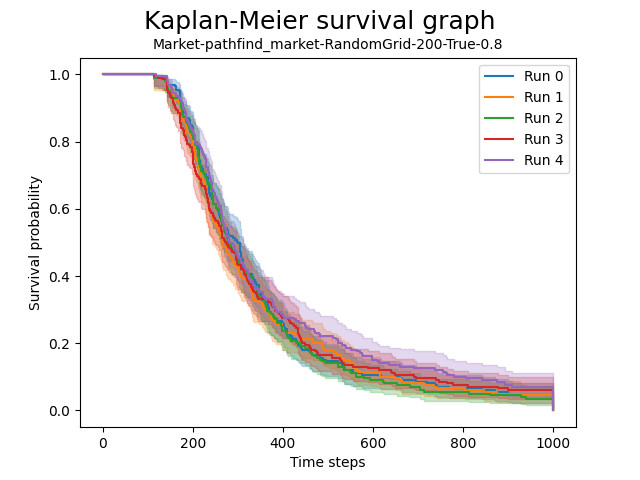 Kaplan-Meier survival graph
Market-pathfind_market-RandomGrid-200-True-0.8
Survival probability
1.0
0.8
0.6
0.4
0.2
0.0
Run 0
Run 1
Run 2
Run 3
Run 4
0 200 400 600 800 1000
Time steps